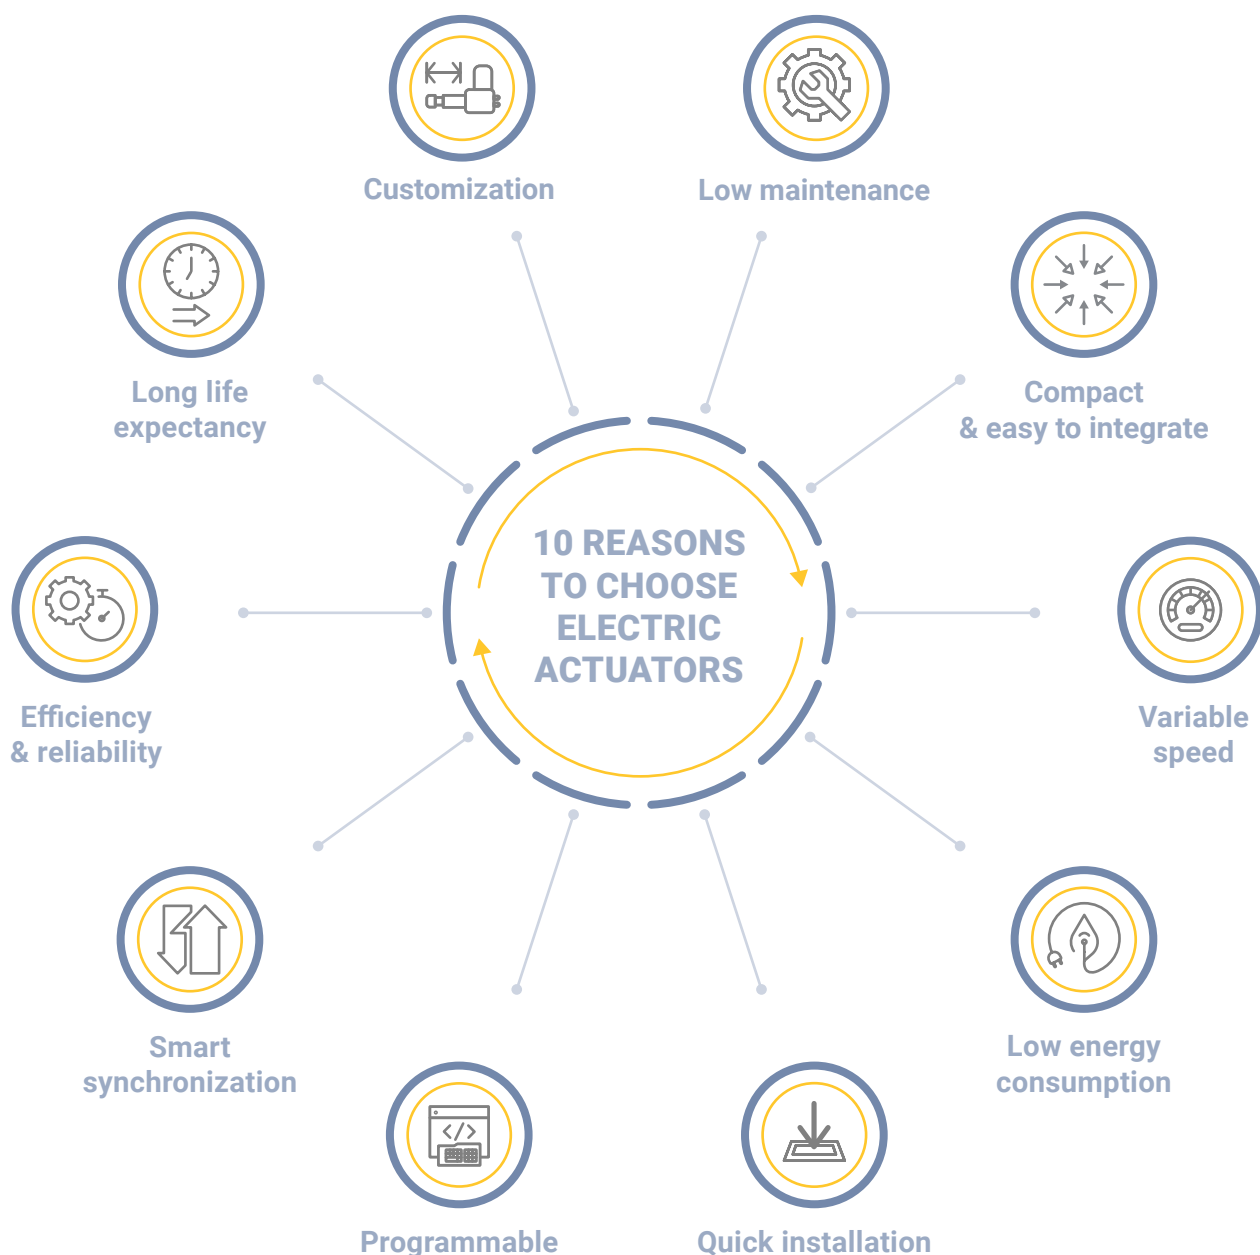 Customization
Low maintenance
Long life
expectancy
Compact
& easy to integrate
10 REASONS
TO CHOOSE
ELECTRIC
ACTUATORS
Efficiency
& reliability
Variable
speed
Smart
synchronization
Low energy
consumption
</>
Programmable
Quick installation